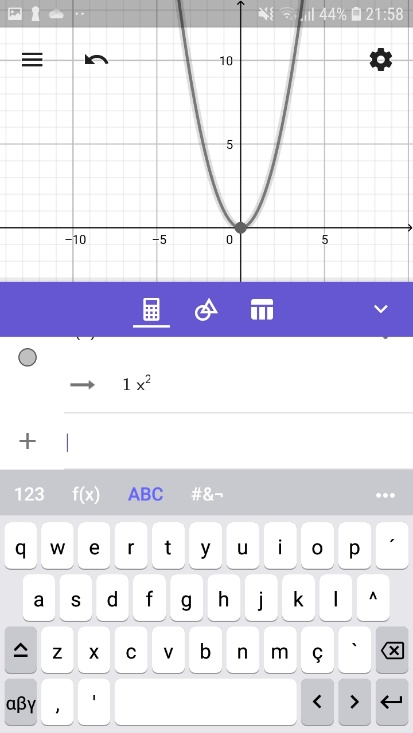 44% 21:58
10
5
−10 −5 0 5
1 x²
123 f(x) ABC #&¬
q w e r t y u i o p ´
a s d f g h j k l ^
z x c v b n m ç `
αβγ , '